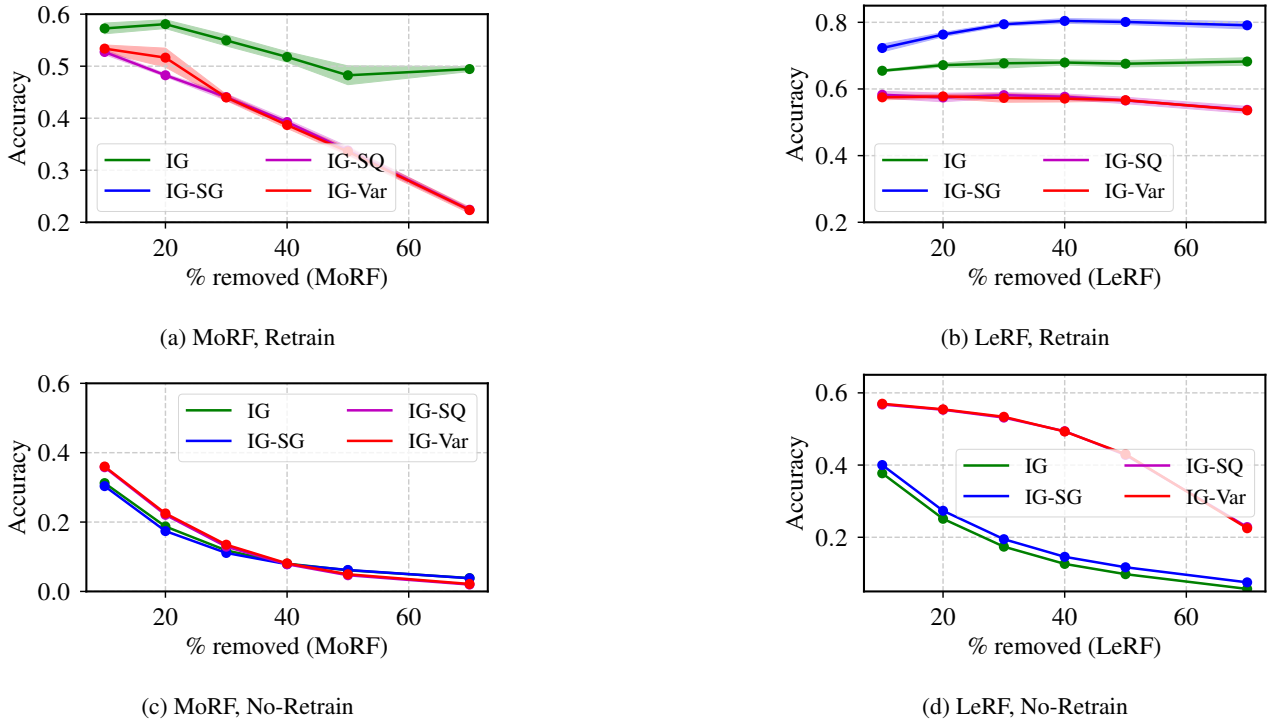 0.6
0.5
0.4
0.3
0.2
Accuracy
IG
IG-SG
IG-SQ
IG-Var
20
40
60
% removed (MoRF)
(a) MoRF, Retrain
0.8
0.6
0.4
0.2
Accuracy
IG
IG-SG
IG-SQ
IG-Var
20
40
60
% removed (LeRF)
(b) LeRF, Retrain
0.6
0.4
0.2
0.0
Accuracy
IG
IG-SG
IG-SQ
IG-Var
20
40
60
% removed (MoRF)
(c) MoRF, No-Retrain
0.6
0.4
0.2
Accuracy
IG
IG-SG
IG-SQ
IG-Var
20
40
60
% removed (LeRF)
(d) LeRF, No-Retrain